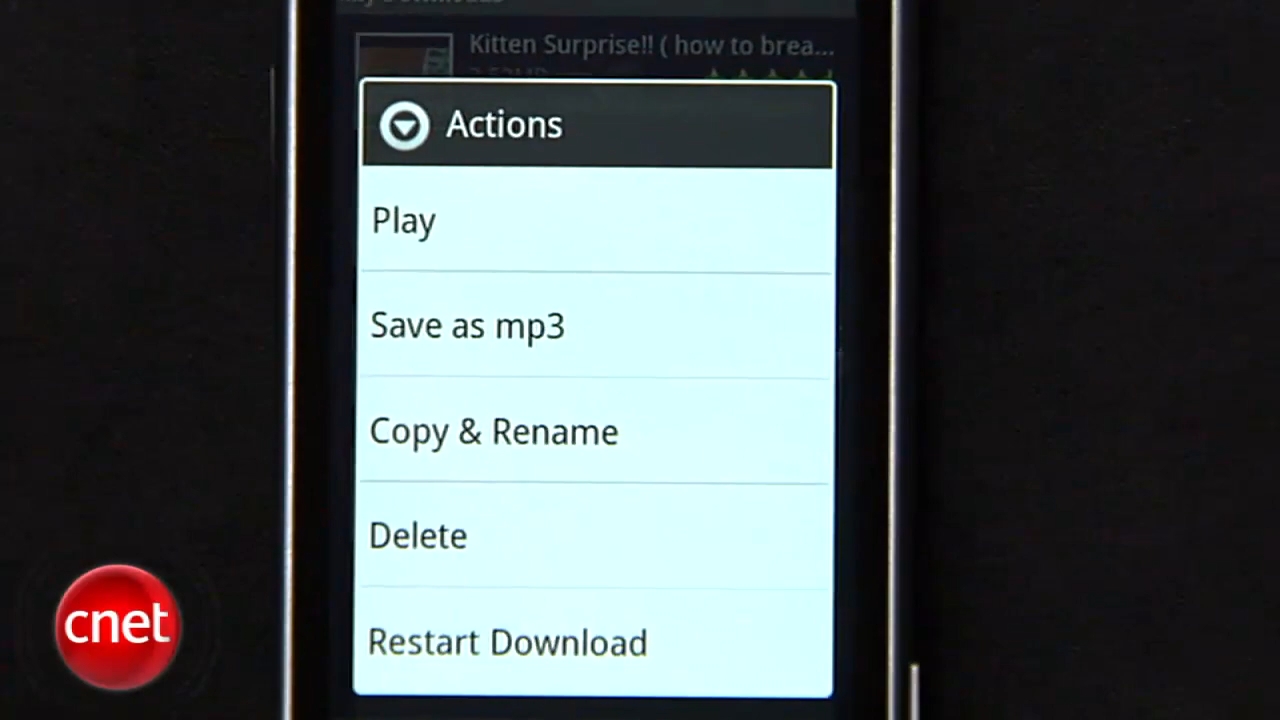 Kitten Surprise!! ( how to brea...
Actions
Play
Save as mp3
Copy & Rename
Delete
Restart Download
cnet